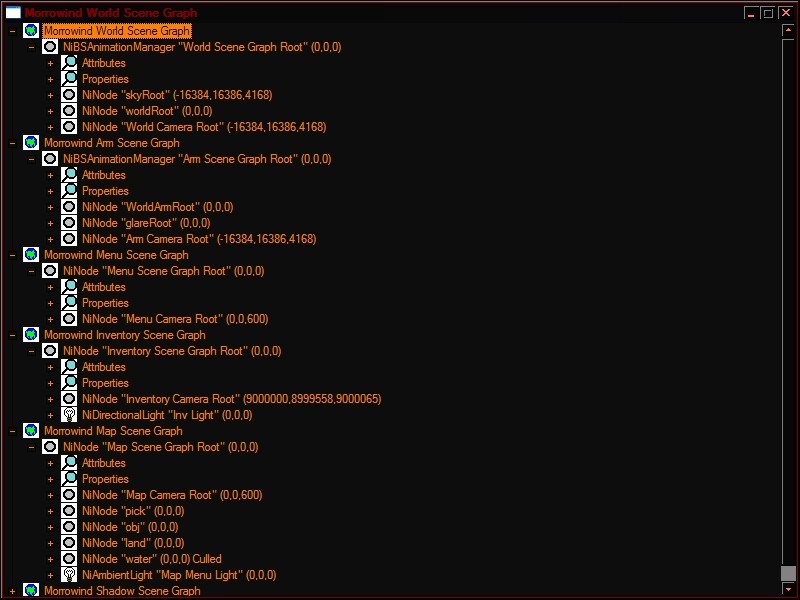 Morrowind World Scene Graph
Morrowind World Scene Graph
NiBSAnimationManager "World Scene Graph Root" (0,0,0)
Attributes
Properties
NiNode "skyRoot" (-16384,16386,4168)
NiNode "worldRoot" (0,0,0)
NiNode "World Camera Root" (-16384,16386,4168)
Morrowind Arm Scene Graph
NiBSAnimationManager "Arm Scene Graph Root" (0,0,0)
Attributes
Properties
NiNode "WorldArmRoot" (0,0,0)
NiNode "glareRoot" (0,0,0)
NiNode "Arm Camera Root" (-16384,16386,4168)
Morrowind Menu Scene Graph
NiNode "Menu Scene Graph Root" (0,0,0)
Attributes
Properties
NiNode "Menu Camera Root" (0,0,600)
Morrowind Inventory Scene Graph
NiNode "Inventory Scene Graph Root" (0,0,0)
Attributes
Properties
NiNode "Inventory Camera Root" (9000000,8999558,9000065)
NiDirectionalLight "Inv Light" (0,0,0)
Morrowind Map Scene Graph
NiNode "Map Scene Graph Root" (0,0,0)
Attributes
Properties
NiNode "Map Camera Root" (0,0,600)
NiNode "pick" (0,0,0)
NiNode "obj" (0,0,0)
NiNode "land" (0,0,0)
NiNode "water" (0,0,0) Culled
NiAmbientLight "Map Menu Light" (0,0,0)
Morrowind Shadow Scene Graph